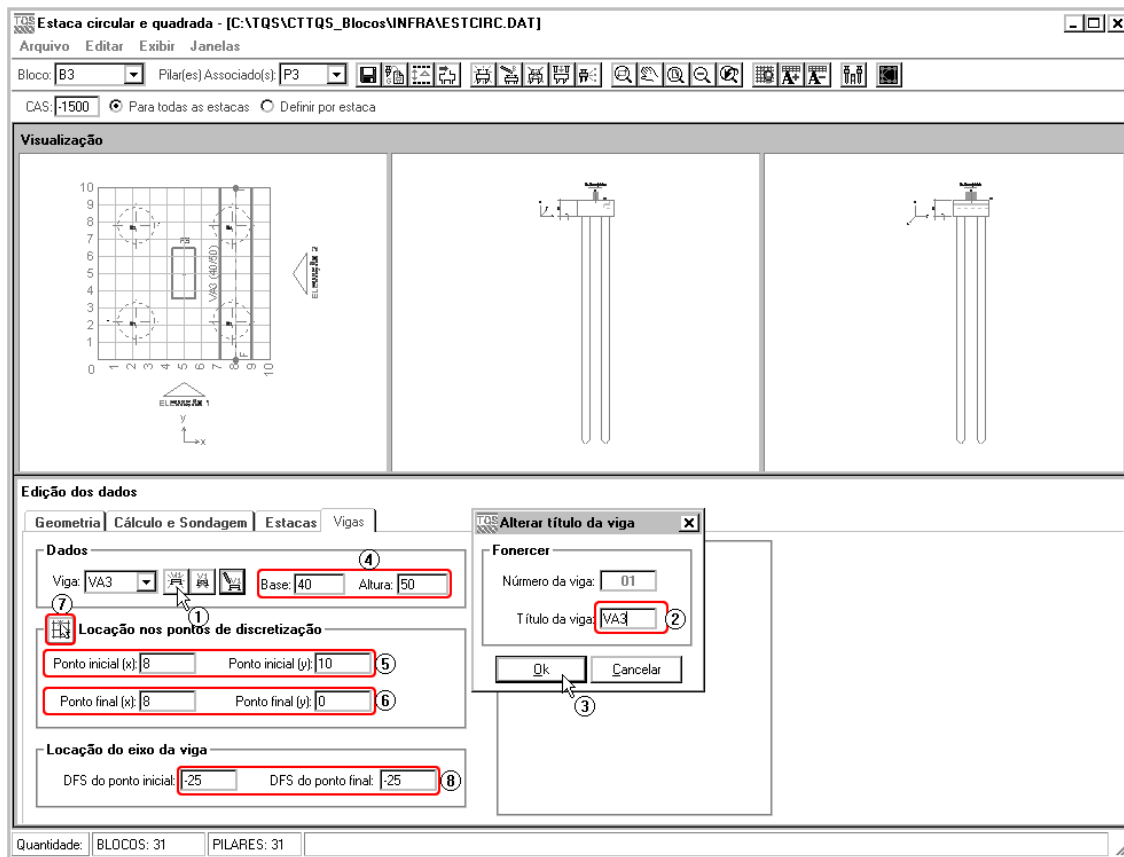 Estaca circular e quadrada - [C:\TQS\CTTQS_Blocos\INFRA\ESTCIRC.DAT]
Arquivo Editar Exibir Janelas
Bloco: B3 Pilar(es) Associado(s): P3
CAS: -1500 Para todas as estacas Definir por estaca
Visualização
10
9
8
7
6
5
4
3
2
1
0 1 2 3 4 5 6 7 8 9 10
P3
VA3 (40/50)
I
F
ELEVAÇÃO 2
ELEVAÇÃO 1
y
x
Edição dos dados
Geometria Cálculo e Sondagem Estacas Vigas
Dados
Viga: VA3 Base: 40 Altura: 50
4
1
7
Locação nos pontos de discretização
Ponto inicial (x): 8 Ponto inicial (y): 10 5
Ponto final (x): 8 Ponto final (y): 0 6
Locação do eixo da viga
DFS do ponto inicial: -25 DFS do ponto final: -25 8
TQS Alterar título da viga
Fonercer
Número da viga: 01
Título da viga: VA3 2
Ok Cancelar
3
Quantidade: BLOCOS: 31 PILARES: 31